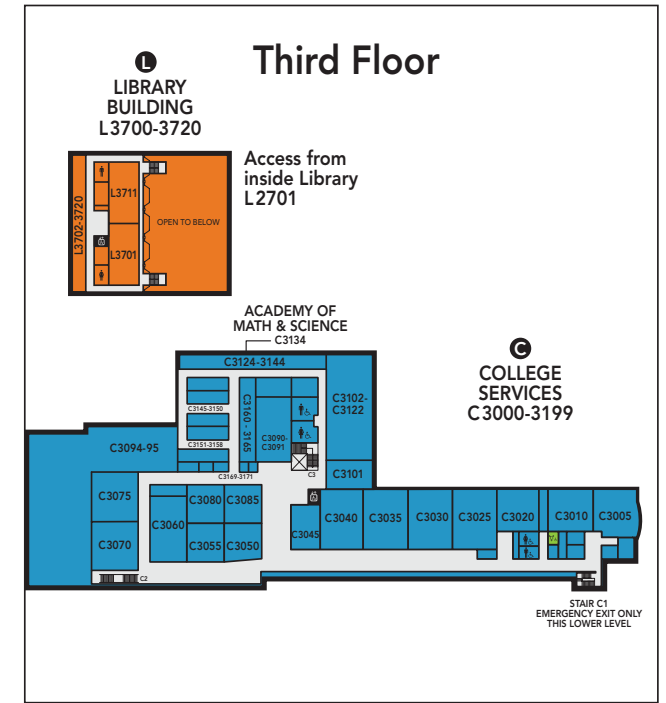 Third Floor
L
LIBRARY
BUILDING
L3700-3720
Access from
inside Library
L2701
L3702-3720
L3711
L3701
OPEN TO BELOW
ACADEMY OF
MATH & SCIENCE
C3134
C
COLLEGE
SERVICES
C3000-3199
C3124-3144
C3145-3150
C3151-3158
C3160 - 3165
C3169-3171
C3090-
C3091
C3102-
C3122
C3101
C3
C3094-95
C3075
C3070
C3060
C3080
C3085
C3055
C3050
C3045
C3040
C3035
C3030
C3025
C3020
C3010
C3005
C2
STAIR C1
EMERGENCY EXIT ONLY
THIS LOWER LEVEL